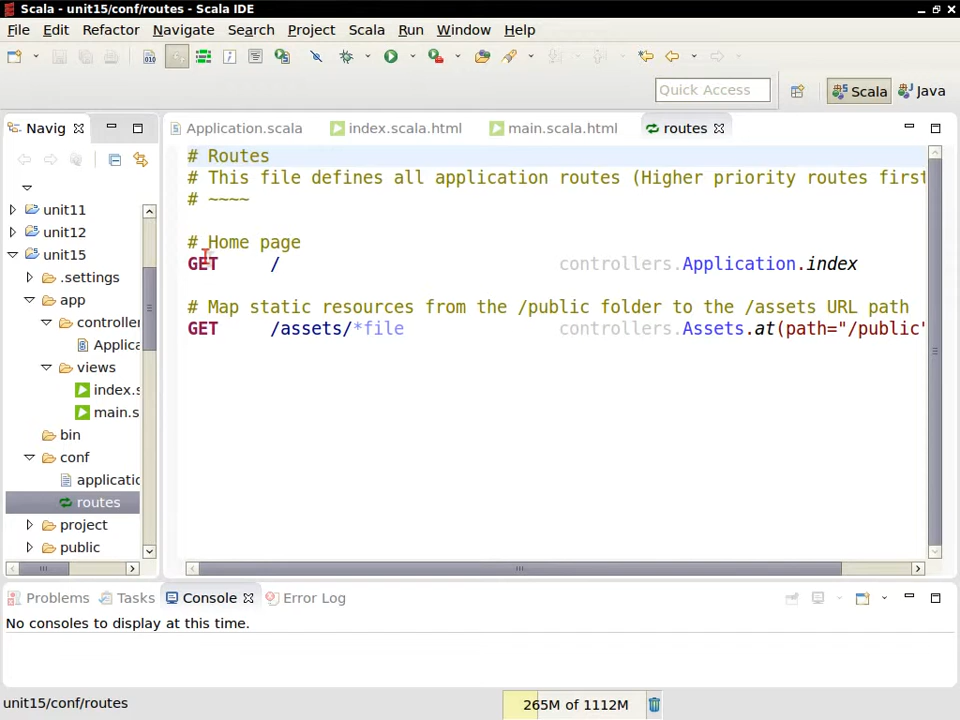 Scala - unit15/conf/routes - Scala IDE
File Edit Refactor Navigate Search Project Scala Run Window Help
Quick Access
Scala
Java
Navig
Application.scala
index.scala.html
main.scala.html
routes
unit11
unit12
unit15
.settings
app
controller
Applica
views
index.s
main.s
bin
conf
applicatic
routes
project
public
# Routes
# This file defines all application routes (Higher priority routes first
# ~~~~
# Home page
GET / controllers.Application.index
# Map static resources from the /public folder to the /assets URL path
GET /assets/*file controllers.Assets.at(path="/public"
Problems Tasks Console Error Log
No consoles to display at this time.
unit15/conf/routes
265M of 1112M